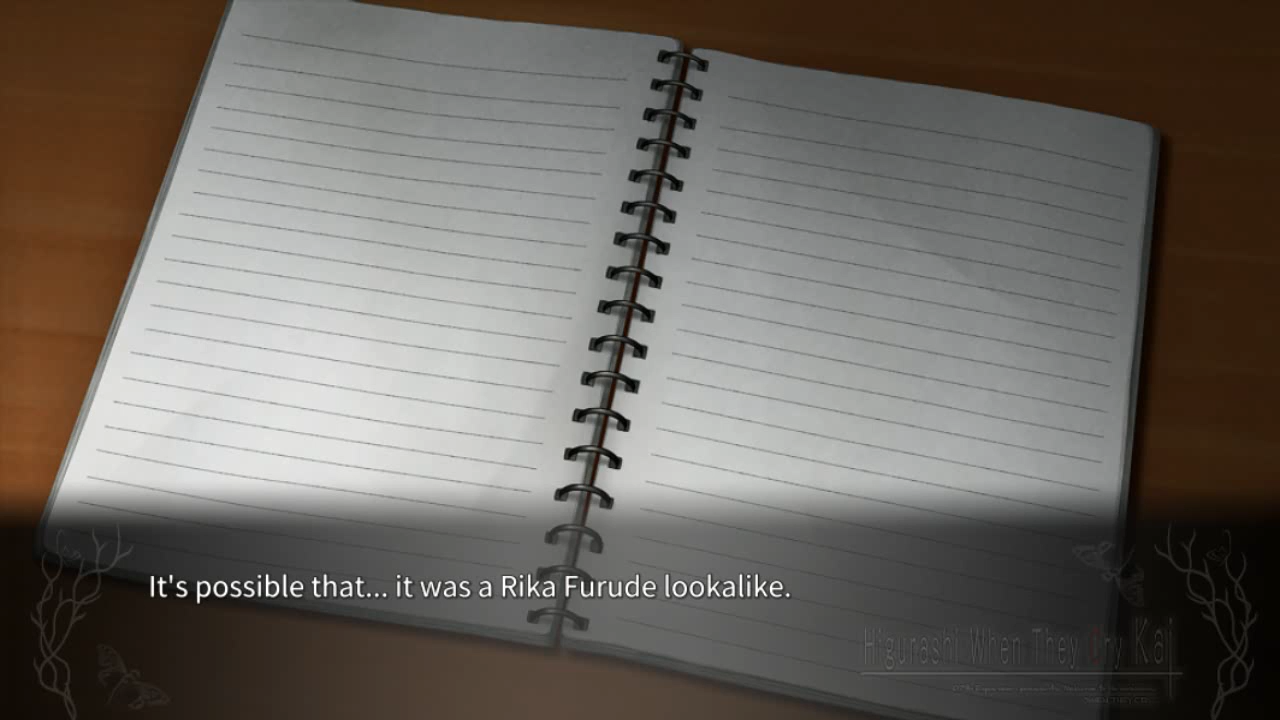 It's possible that... it was a Rika Furude lookalike.
Higurashi When They Cry Kai